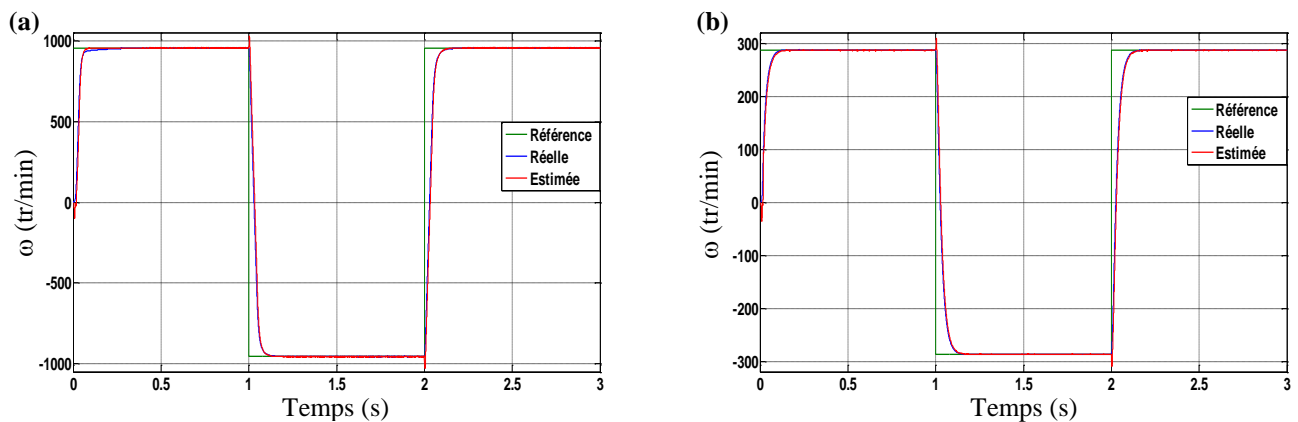 (a)
ω (tr/min)
1000
500
0
-500
-1000
0
0.5
1
1.5
2
2.5
3
Temps (s)
Référence
Réelle
Estimée
(b)
ω (tr/min)
300
200
100
0
-100
-200
-300
0
0.5
1
1.5
2
2.5
3
Temps (s)
Référence
Réelle
Estimée